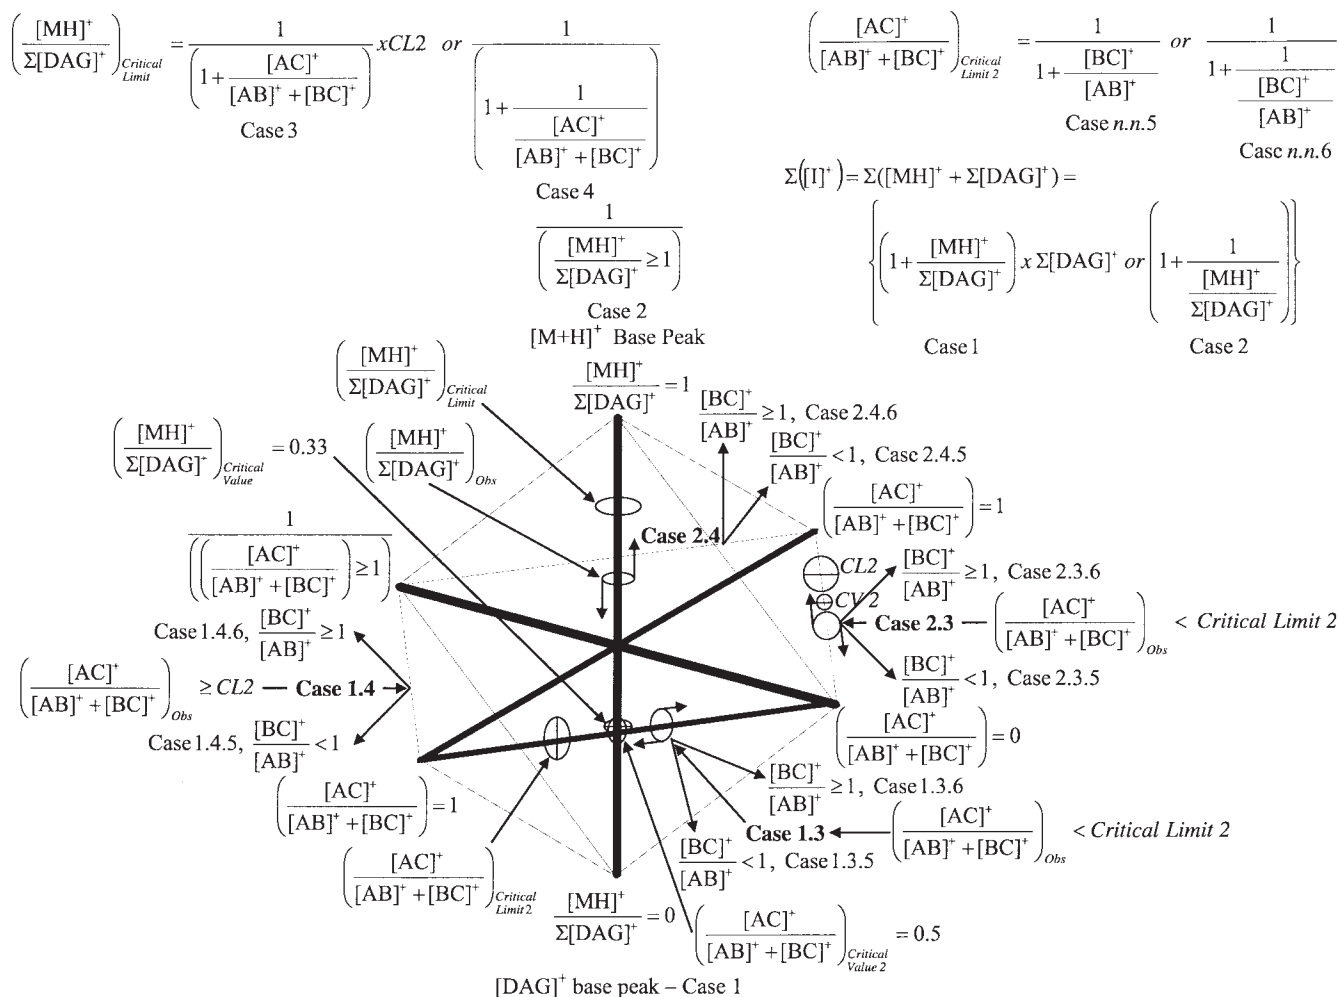 ([MH]⁺ / Σ[DAG]⁺) Critical Limit = 1 / (1 + [AC]⁺ / ([AB]⁺ + [BC]⁺)) xCL2 or 1 / (1 + 1 / ([AC]⁺ / ([AB]⁺ + [BC]⁺)))
Case 3
Case 4
([AC]⁺ / ([AB]⁺ + [BC]⁺)) Critical Limit 2 = 1 / (1 + [BC]⁺ / [AB]⁺) or 1 / (1 + 1 / ([BC]⁺ / [AB]⁺))
Case n.n.5
Case n.n.6
Σ([I]⁺) = Σ([MH]⁺ + Σ[DAG]⁺) =
{(1 + [MH]⁺ / Σ[DAG]⁺) x Σ[DAG]⁺ or (1 + 1 / ([MH]⁺ / Σ[DAG]⁺))}
Case 1
Case 2
1 / ([MH]⁺ / Σ[DAG]⁺ ≥ 1)
Case 2
[M+H]⁺ Base Peak
[MH]⁺ / Σ[DAG]⁺ = 1
([MH]⁺ / Σ[DAG]⁺) Critical Limit
([MH]⁺ / Σ[DAG]⁺) Critical Value = 0.33
([MH]⁺ / Σ[DAG]⁺) Obs
[BC]⁺ / [AB]⁺ ≥ 1, Case 2.4.6
[BC]⁺ / [AB]⁺ < 1, Case 2.4.5
([AC]⁺ / ([AB]⁺ + [BC]⁺)) = 1
Case 2.4
1 / (([AC]⁺ / ([AB]⁺ + [BC]⁺)) ≥ 1)
CL2
CV 2
[BC]⁺ / [AB]⁺ ≥ 1, Case 2.3.6
Case 2.3
([AC]⁺ / ([AB]⁺ + [BC]⁺)) Obs < Critical Limit 2
[BC]⁺ / [AB]⁺ < 1, Case 2.3.5
Case 1.4.6, [BC]⁺ / [AB]⁺ ≥ 1
([AC]⁺ / ([AB]⁺ + [BC]⁺)) Obs ≥ CL2
Case 1.4
Case 1.4.5, [BC]⁺ / [AB]⁺ < 1
([AC]⁺ / ([AB]⁺ + [BC]⁺)) = 0
([AC]⁺ / ([AB]⁺ + [BC]⁺)) = 1
[BC]⁺ / [AB]⁺ ≥ 1, Case 1.3.6
Case 1.3
([AC]⁺ / ([AB]⁺ + [BC]⁺)) Obs < Critical Limit 2
[BC]⁺ / [AB]⁺ < 1, Case 1.3.5
([AC]⁺ / ([AB]⁺ + [BC]⁺)) Critical Limit 2
[MH]⁺ / Σ[DAG]⁺ = 0
([AC]⁺ / ([AB]⁺ + [BC]⁺)) Critical Value 2 = 0.5
[DAG]⁺ base peak – Case 1